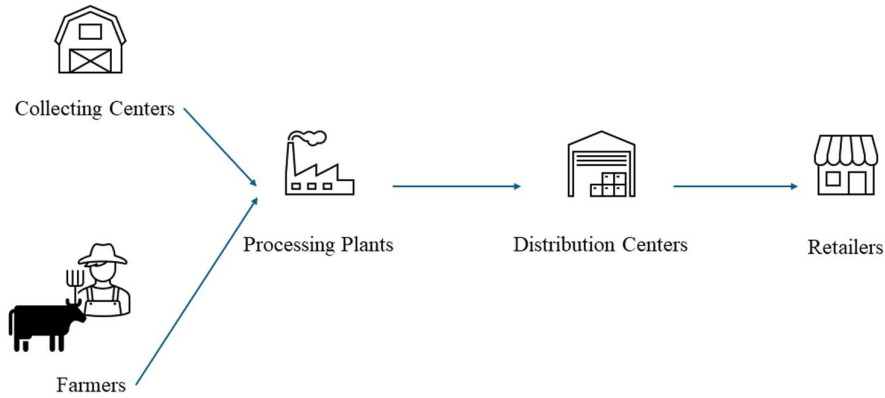 Collecting Centers
Processing Plants
Distribution Centers
Retailers
Farmers